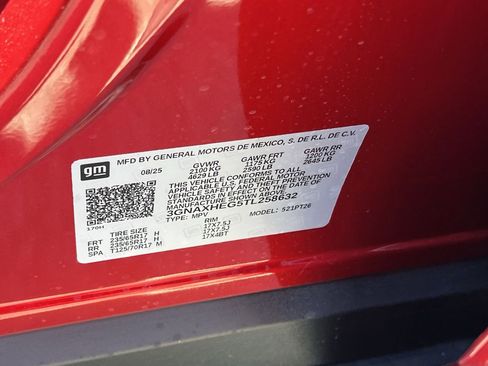 gm
MFD BY GENERAL MOTORS DE MEXICO, S. DE R.L. DE C.V.
08/25 GVWR GAWR FRT GAWR RR
2100 KG 1175 KG 1200 KG
4629 LB 2590 LB 2645 LB
THIS VEHICLE CONFORMS TO ALL
APPLICABLE U.S. FEDERAL MOTOR
VEHICLE SAFETY AND THEFT PREVENTION
STANDARDS IN EFFECT ON THE DATE OF
MANUFACTURE SHOWN ABOVE.
3GNAXHEG5TL258632
TYPE: MPV MODEL: 521PT26
TIRE SIZE RIM
FRT 235/65R17 H 17X7.5J
RR 235/65R17 H 17X7.5J
SPA T125/70R17 M 17X4BT